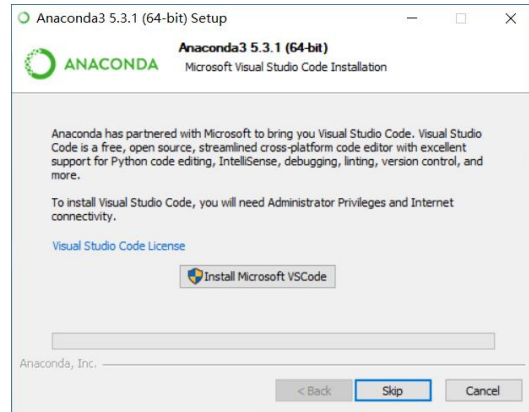 Anaconda3 5.3.1 (64-bit) Setup
ANACONDA
Anaconda3 5.3.1 (64-bit)
Microsoft Visual Studio Code Installation
Anaconda has partnered with Microsoft to bring you Visual Studio Code. Visual Studio
Code is a free, open source, streamlined cross-platform code editor with excellent
support for Python code editing, IntelliSense, debugging, linting, version control, and
more.
To install Visual Studio Code, you will need Administrator Privileges and Internet
connectivity.
Visual Studio Code License
Install Microsoft VSCode
Anaconda, Inc.
< Back
Skip
Cancel